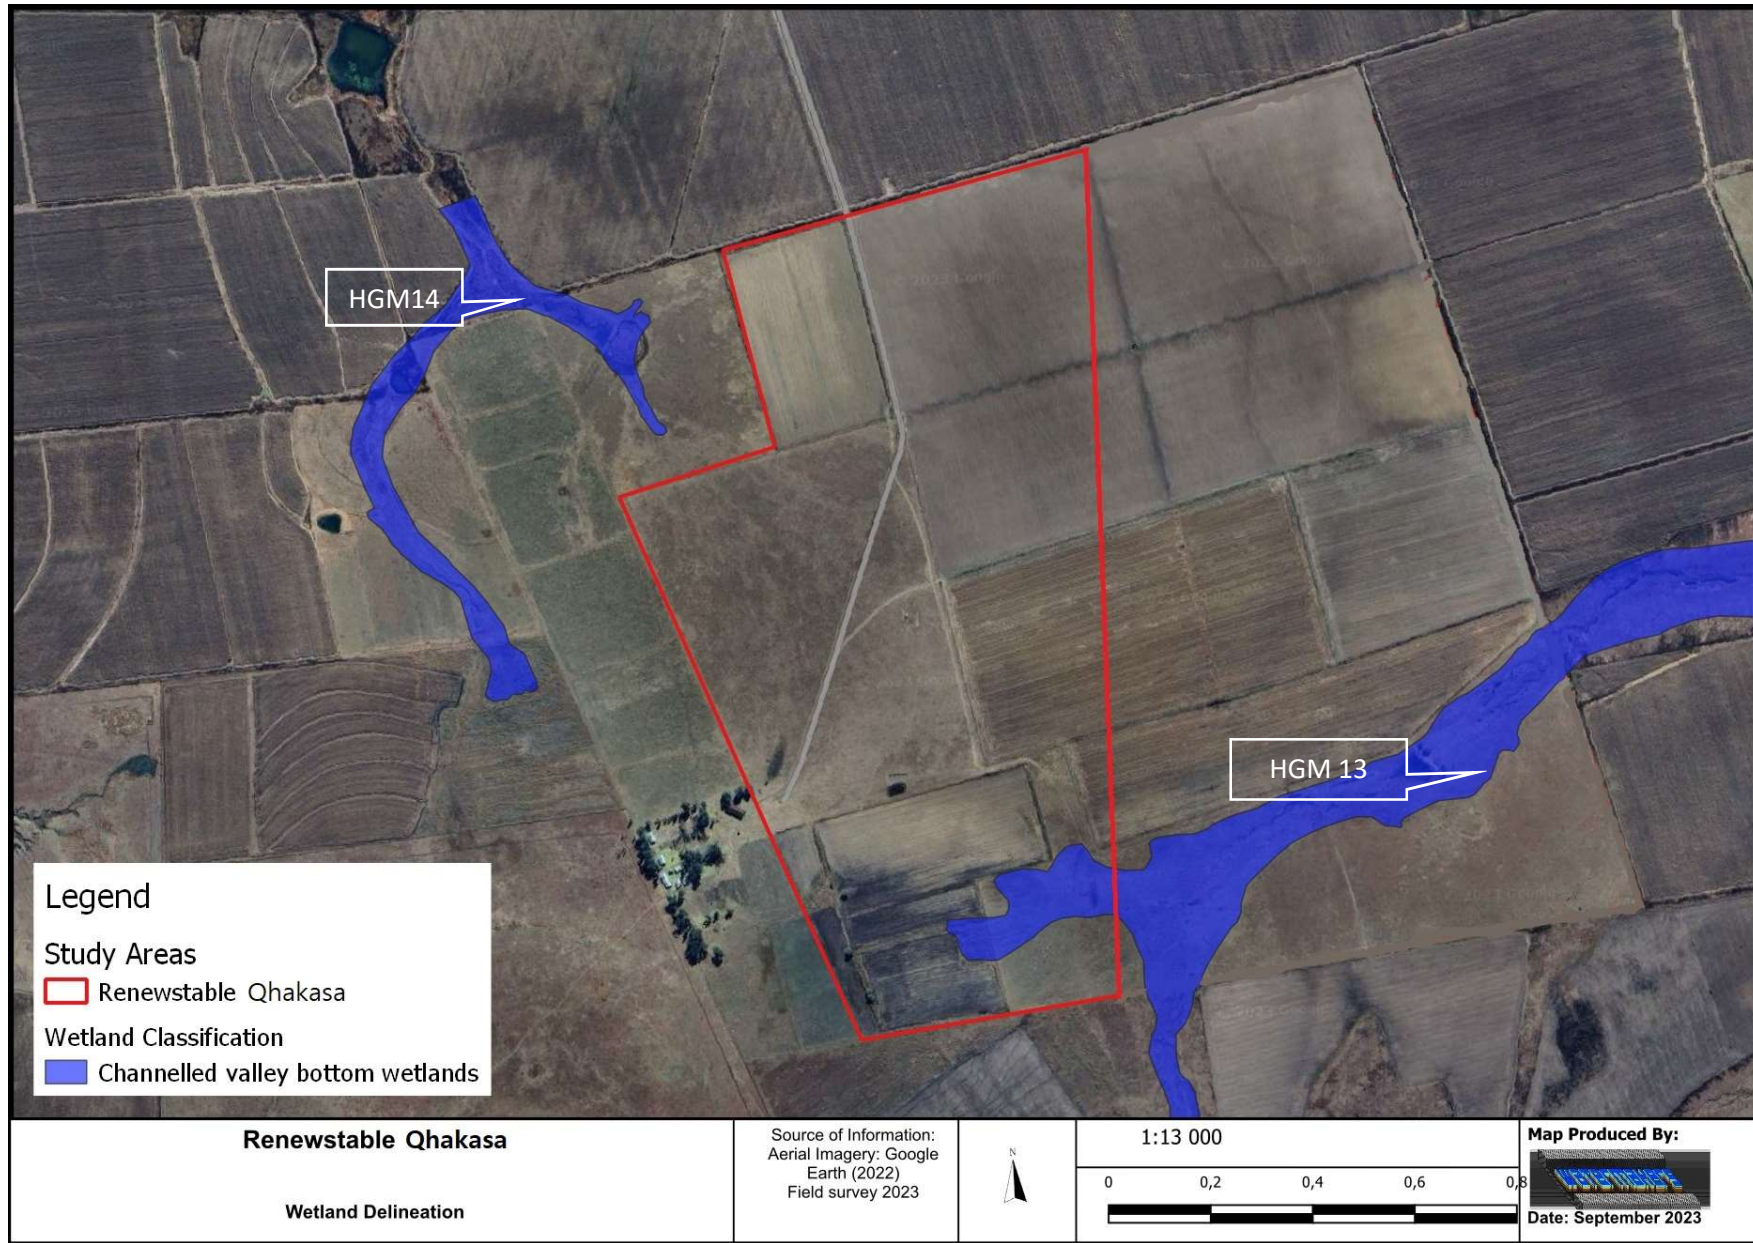 HGM14
HGM 13
Legend
Study Areas
Renewstable Qhakasa
Wetland Classification
Channelled valley bottom wetlands
Renewstable Qhakasa
Wetland Delineation
Source of Information:
Aerial Imagery: Google
Earth (2022)
Field survey 2023
N
1:13 000
0 0,2 0,4 0,6 0,8
Map Produced By:
Watermakers
Date: September 2023